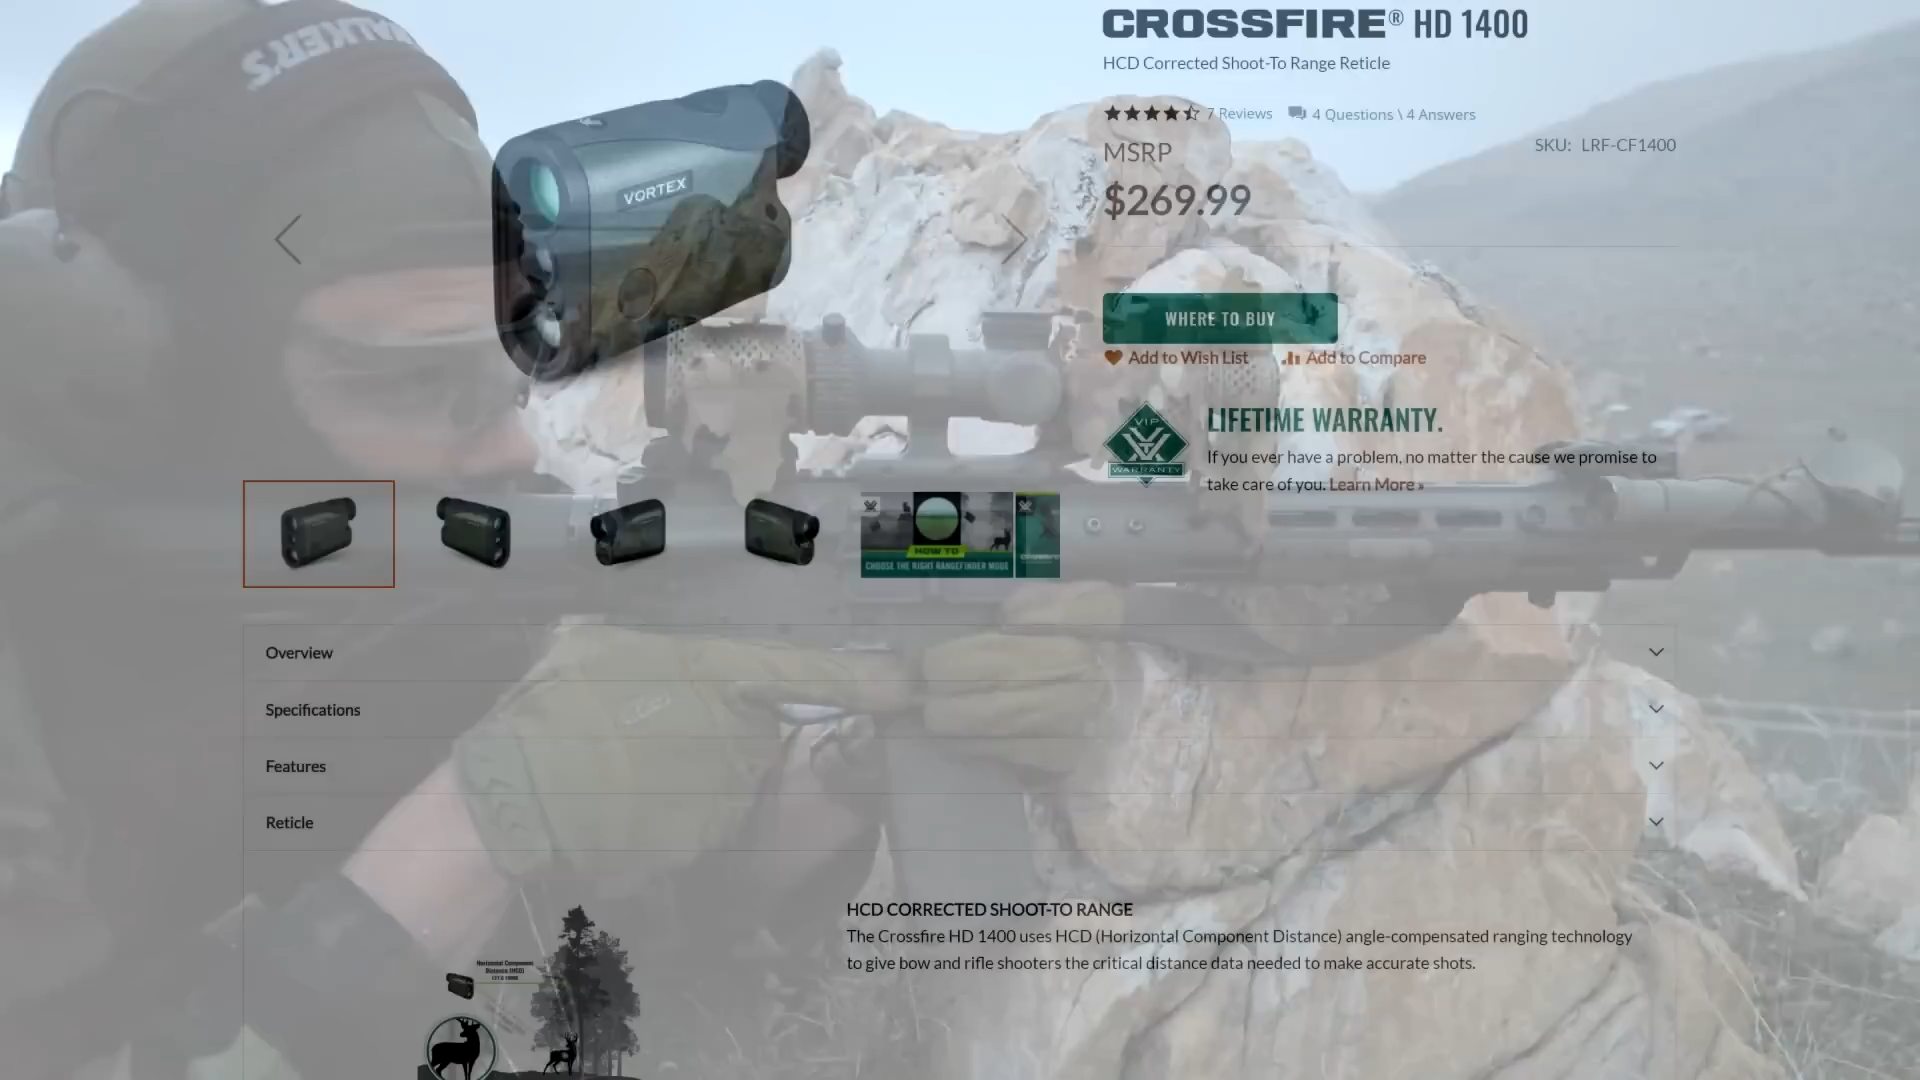 WALKER'S
CROSSFIRE® HD 1400
HCD Corrected Shoot-To Range Reticle
7 Reviews
4 Questions \ 4 Answers
MSRP
SKU: LRF-CF1400
$269.99
VORTEX
WHERE TO BUY
Add to Wish List
Add to Compare
VIP
WARRANTY
LIFETIME WARRANTY.
If you ever have a problem, no matter the cause we promise to
take care of you. Learn More »
HOW TO
CHOOSE THE RIGHT RANGEFINDER MODE
CROSSFIRE
Overview
Specifications
Features
Reticle
HCD CORRECTED SHOOT-TO RANGE
The Crossfire HD 1400 uses HCD (Horizontal Component Distance) angle-compensated ranging technology
to give bow and rifle shooters the critical distance data needed to make accurate shots.
Horizontal Component
Distance (HCD)